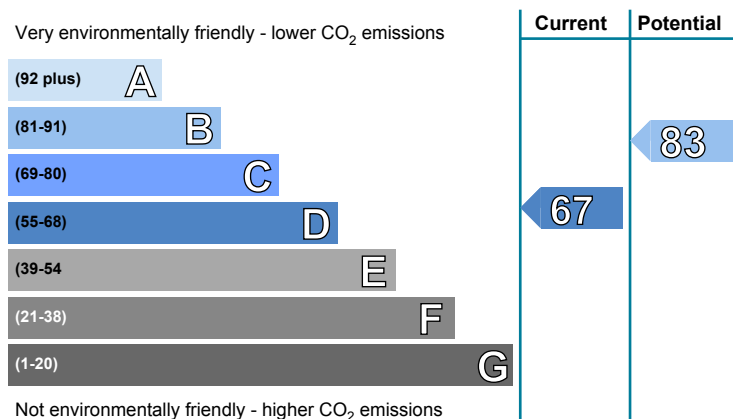 Very environmentally friendly - lower CO2 emissions
Current
Potential
(92 plus) A
(81-91) B
(69-80) C
(55-68) D
(39-54 E
(21-38) F
(1-20) G
83
67
Not environmentally friendly - higher CO2 emissions